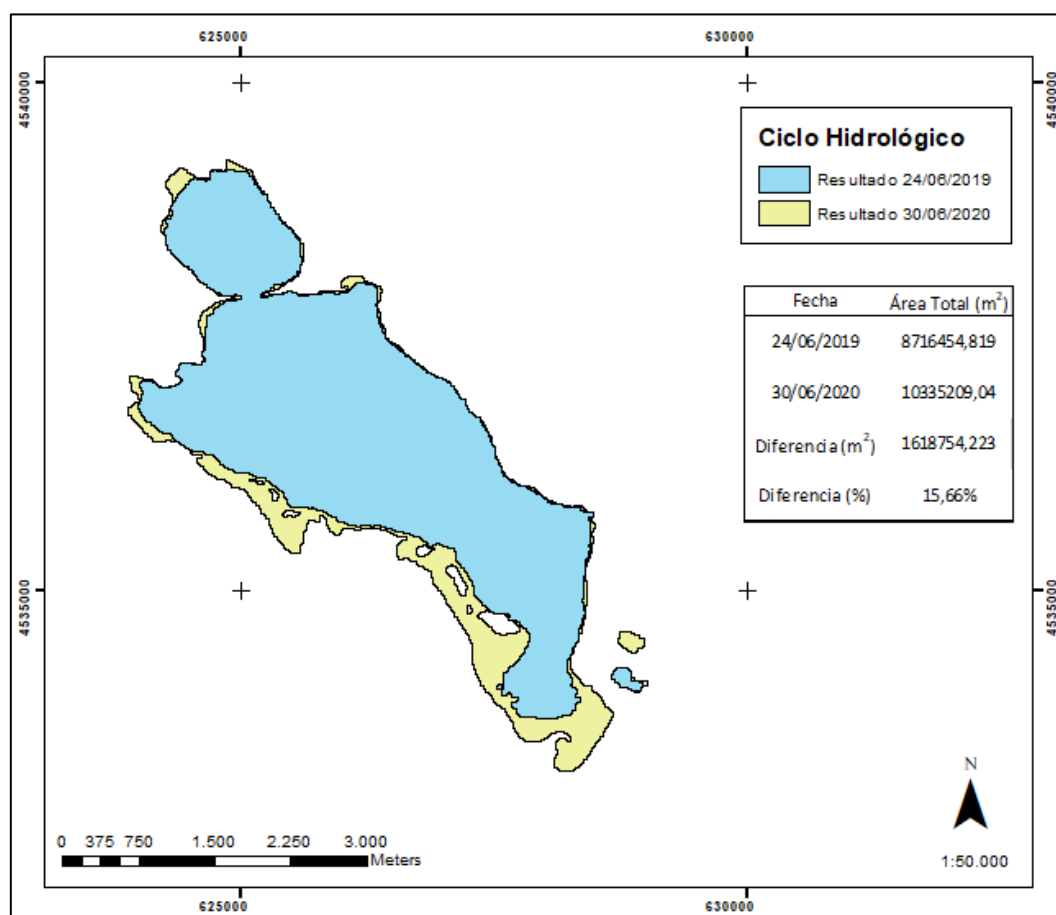 625000 630000
4540000 4540000
Ciclo Hidrológico
Resultado 24/06/2019
Resultado 30/06/2020
Fecha Área Total (m²)
24/06/2019 8716454,819
30/06/2020 10335209,04
Diferencia (m²) 1618754,223
Diferencia (%) 15,66%
4535000 4535000
N
0 375 750 1.500 2.250 3.000
Meters
1:50.000
625000 630000